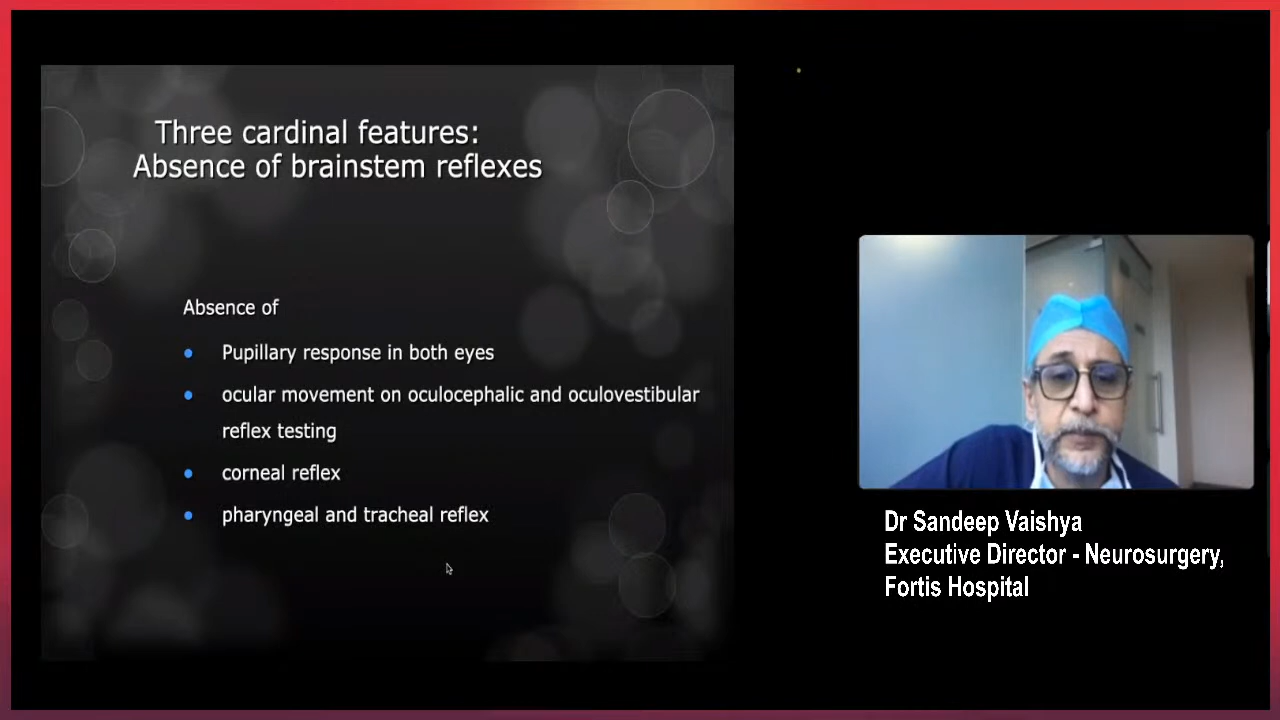 Three cardinal features:
Absence of brainstem reflexes
Absence of
Pupillary response in both eyes
ocular movement on oculocephalic and oculovestibular
reflex testing
corneal reflex
pharyngeal and tracheal reflex
Dr Sandeep Vaishya
Executive Director - Neurosurgery,
Fortis Hospital